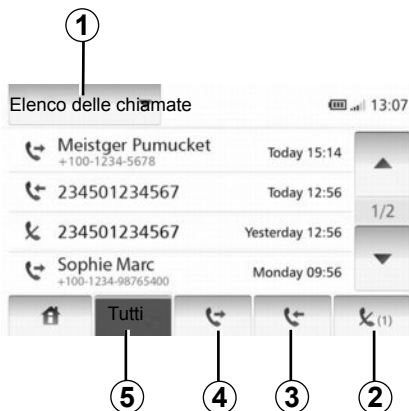 1
Elenco delle chiamate 13:07
Meistger Pumucket Today 15:14
+100-1234-5678
234501234567 Today 12:56
1/2
234501234567 Yesterday 12:56
Sophie Marc Monday 09:56
+100-1234-98765400
Tutti (1)
5 4 3 2